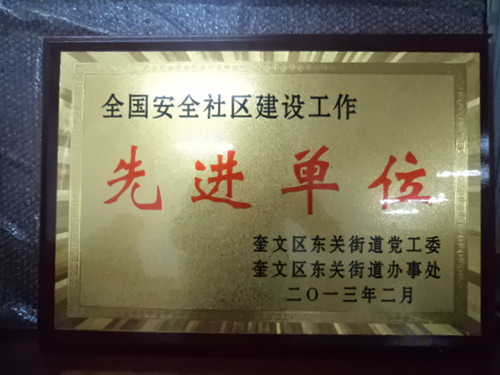 全国安全社区建设工作
先进单位
奎文区东关街道党工委
奎文区东关街道办事处
二〇一三年二月